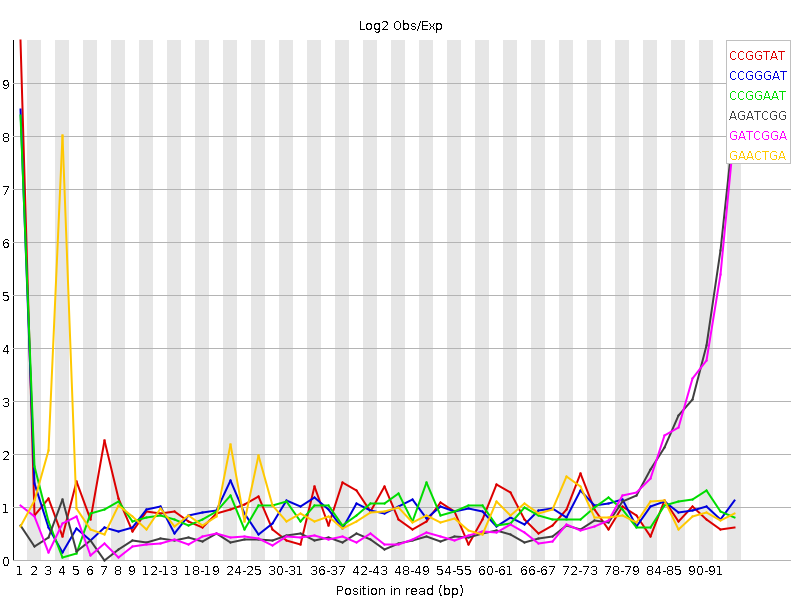 Log2 Obs/Exp
CCGGTAT
CCGGGAT
CCGGAAT
AGATCGG
GATCGGA
GAACTGA
9
8
7
6
5
4
3
2
1
0
1 2 3 4 5 6 7 8 9 12-13 18-19 24-25 30-31 36-37 42-43 48-49 54-55 60-61 66-67 72-73 78-79 84-85 90-91
Position in read (bp)